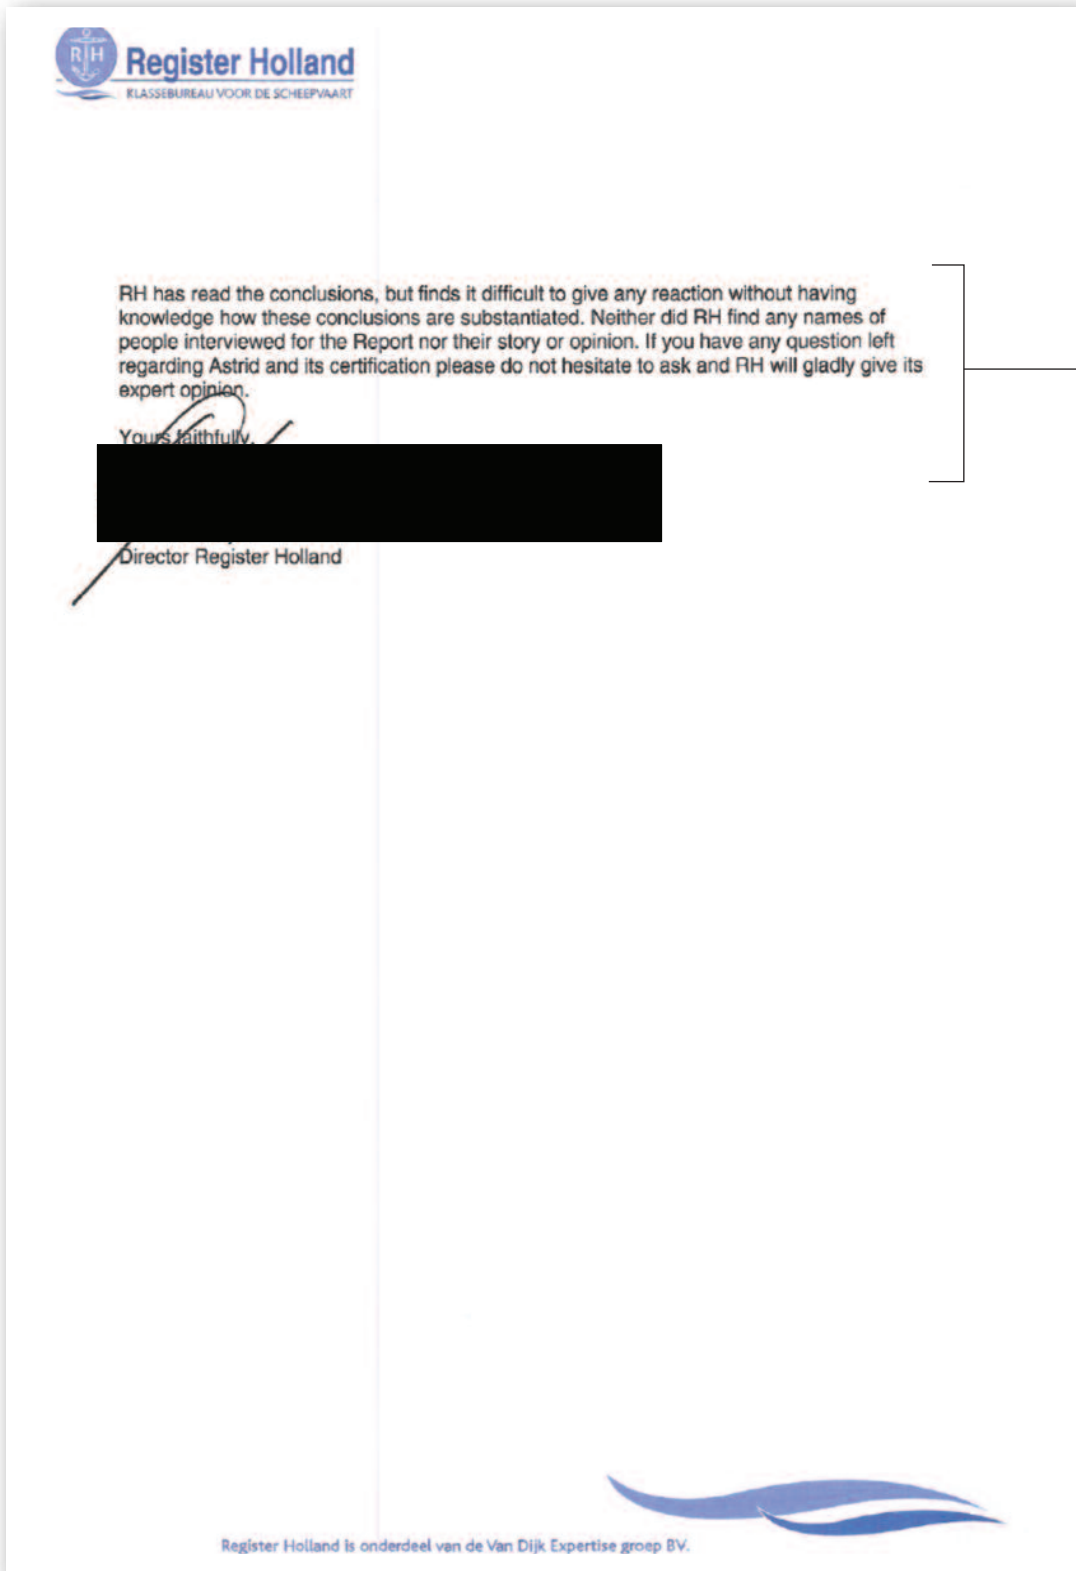 RH
Register Holland
KLASSEBUREAU VOOR DE SCHEEPVAART
RH has read the conclusions, but finds it difficult to give any reaction without having
knowledge how these conclusions are substantiated. Neither did RH find any names of
people interviewed for the Report nor their story or opinion. If you have any question left
regarding Astrid and its certification please do not hesitate to ask and RH will gladly give its
expert opinion.
Yours faithfully,
Director Register Holland
Register Holland is onderdeel van de Van Dijk Expertise groep BV.